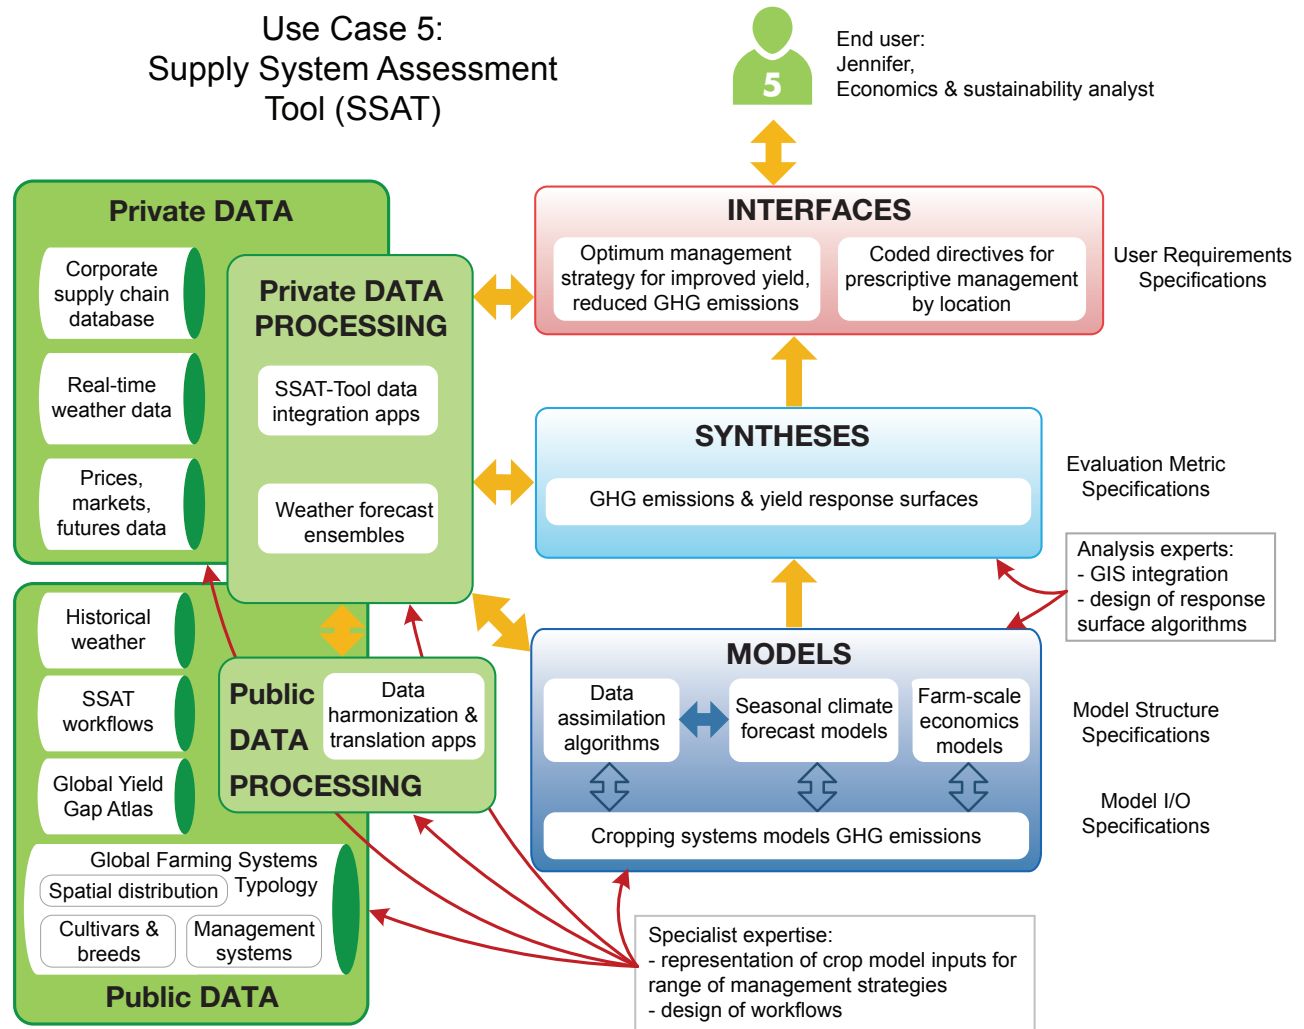 Use Case 5:
Supply System Assessment
Tool (SSAT)
5
End user:
Jennifer,
Economics & sustainability analyst
Private DATA
Corporate
supply chain
database
Real-time
weather data
Prices,
markets,
futures data
Private DATA
PROCESSING
SSAT-Tool data
integration apps
Weather forecast
ensembles
INTERFACES
Optimum management
strategy for improved yield,
reduced GHG emissions
Coded directives for
prescriptive management
by location
User Requirements
Specifications
SYNTHESES
GHG emissions & yield response surfaces
Evaluation Metric
Specifications
Analysis experts:
- GIS integration
- design of response
surface algorithms
Historical
weather
SSAT
workflows
Global Yield
Gap Atlas
Global Farming Systems
Typology
Spatial distribution
Cultivars &
breeds
Management
systems
Public DATA
Public
DATA
PROCESSING
Data
harmonization &
translation apps
MODELS
Data
assimilation
algorithms
Seasonal climate
forecast models
Farm-scale
economics
models
Cropping systems models GHG emissions
Model Structure
Specifications
Model I/O
Specifications
Specialist expertise:
- representation of crop model inputs for
range of management strategies
- design of workflows